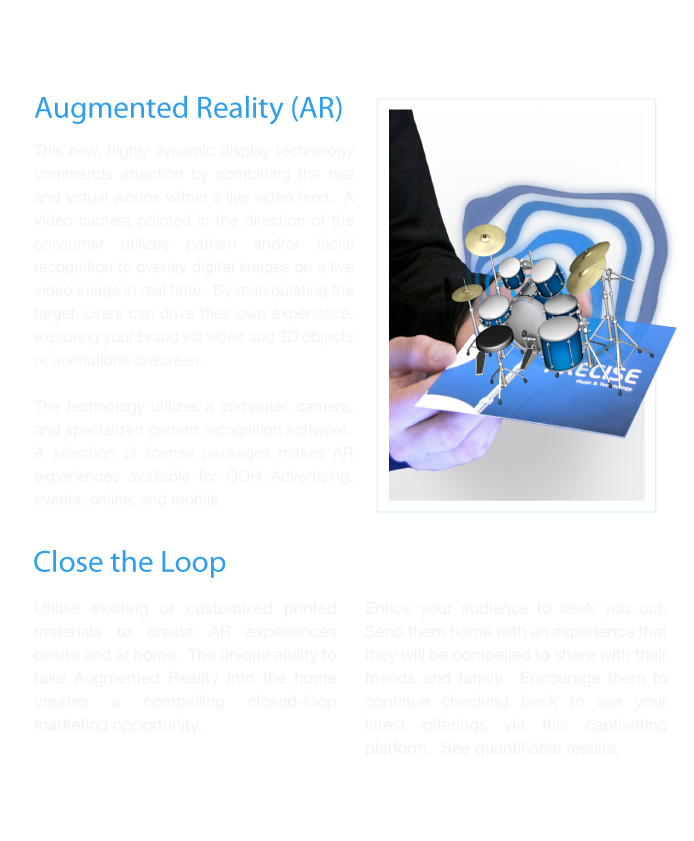 Augmented Reality (AR)
This new, highly dynamic display technology
commands attention by combining the real
and virtual worlds within a live video feed. A
video camera pointed in the direction of the
consumer utilizes pattern and/or facial
recognition to overlay digital images on a live
video image in real time. By manipulating the
target, users can drive their own experience,
exploring your brand via video and 3D objects
or animations onscreen.
The technology utilizes a computer, camera,
and specialized pattern recognition software.
A selection of license packages makes AR
experiences available for OOH Advertising,
events, online, and mobile.
Music & Technology
Close the Loop
Utilize existing or customized printed
materials to create AR experiences
onsite and at home. The unique ability to
take Augmented Reality into the home
creates a compelling closed-loop
marketing opportunity.
Entice your audience to seek you out.
Send them home with an experience that
they will be compelled to share with their
friends and family. Encourage them to
continue checking back to see your
latest offerings via this captivating
platform. See quantifiable results.